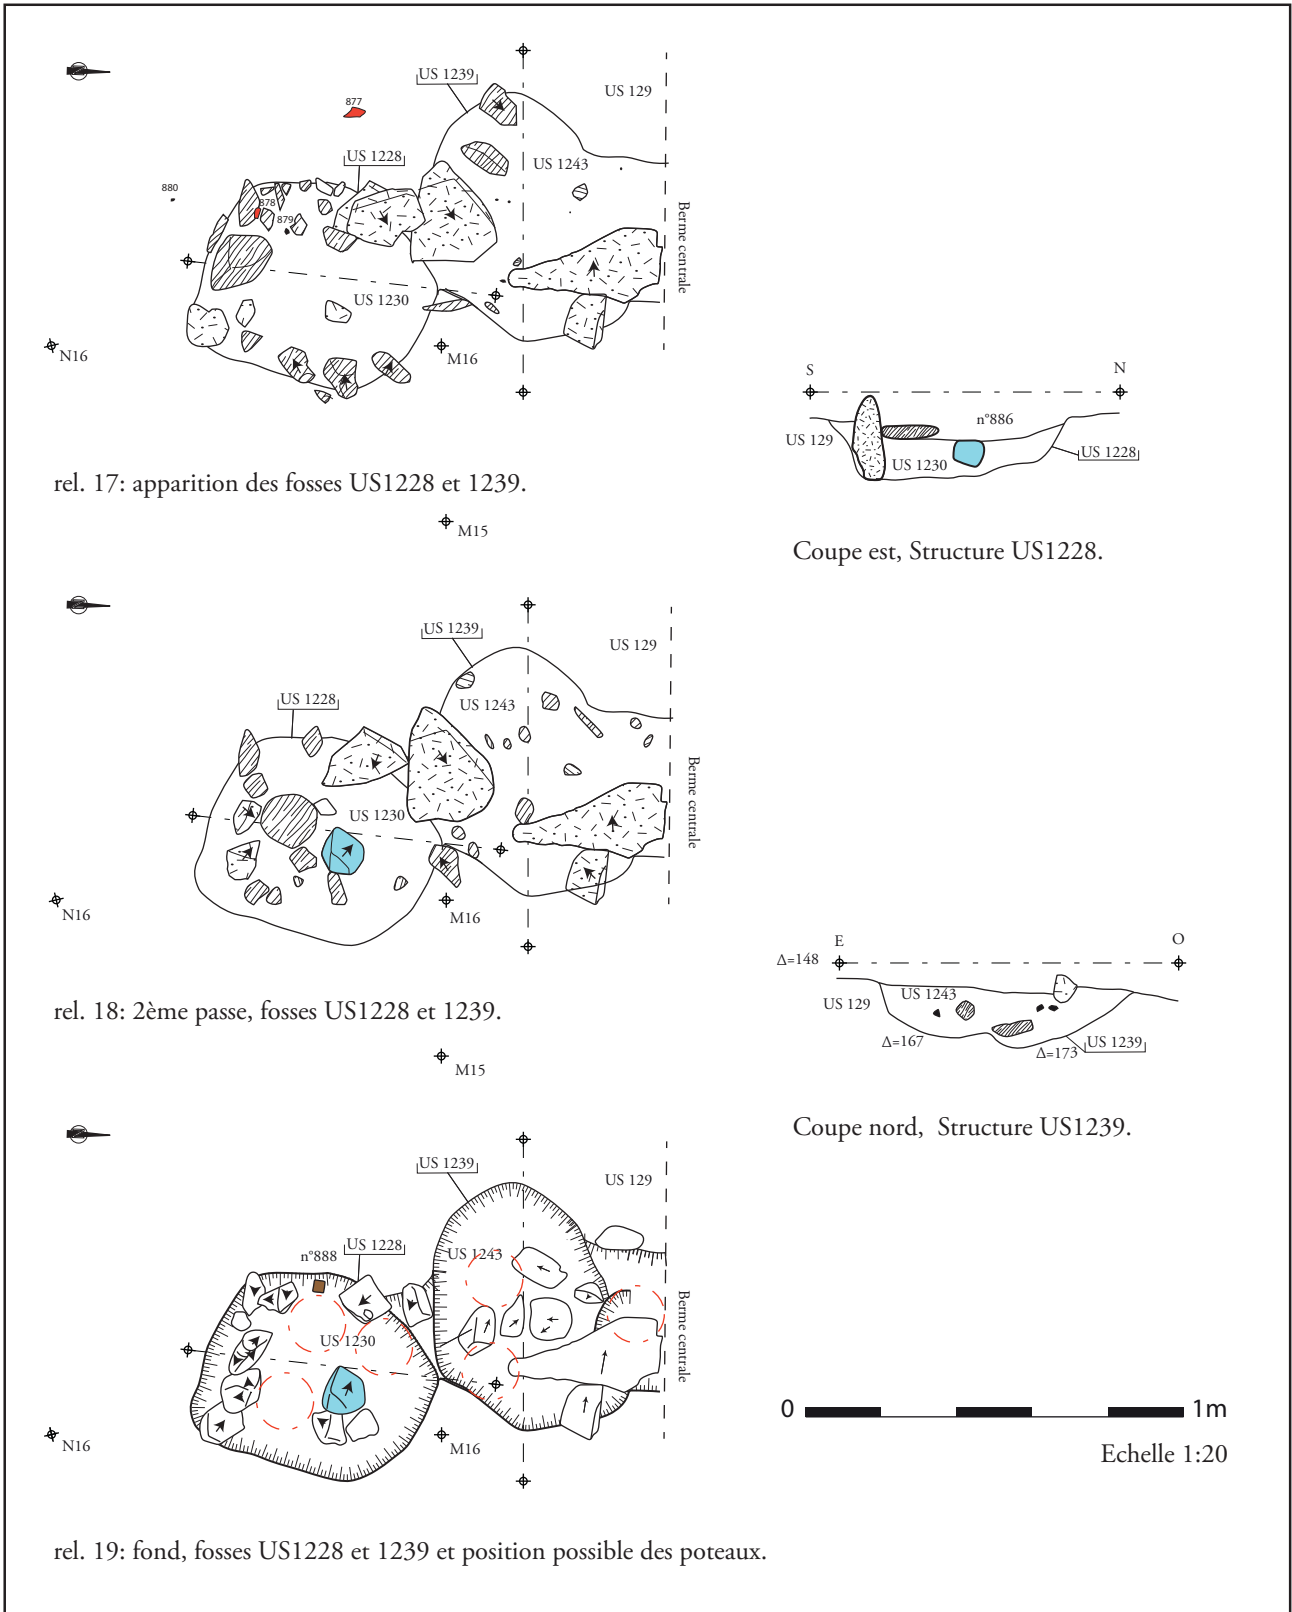 US 1239
US 129
877
US 1228
US 1243
880
878
879
Berme centrale
US 1230
N16
M16
rel. 17: apparition des fosses US1228 et 1239.
S
N
n°886
US 129
US 1230
US 1228
Coupe est, Structure US1228.
M15
US 1239
US 129
US 1228
US 1243
Berme centrale
US 1230
N16
M16
rel. 18: 2ème passe, fosses US1228 et 1239.
E
O
Δ=148
US 129
US 1243
Δ=167
Δ=173
US 1239
Coupe nord, Structure US1239.
M15
US 1239
US 129
n°888
US 1228
US 1243
Berme centrale
US 1230
N16
M16
0
1m
Echelle 1:20
rel. 19: fond, fosses US1228 et 1239 et position possible des poteaux.